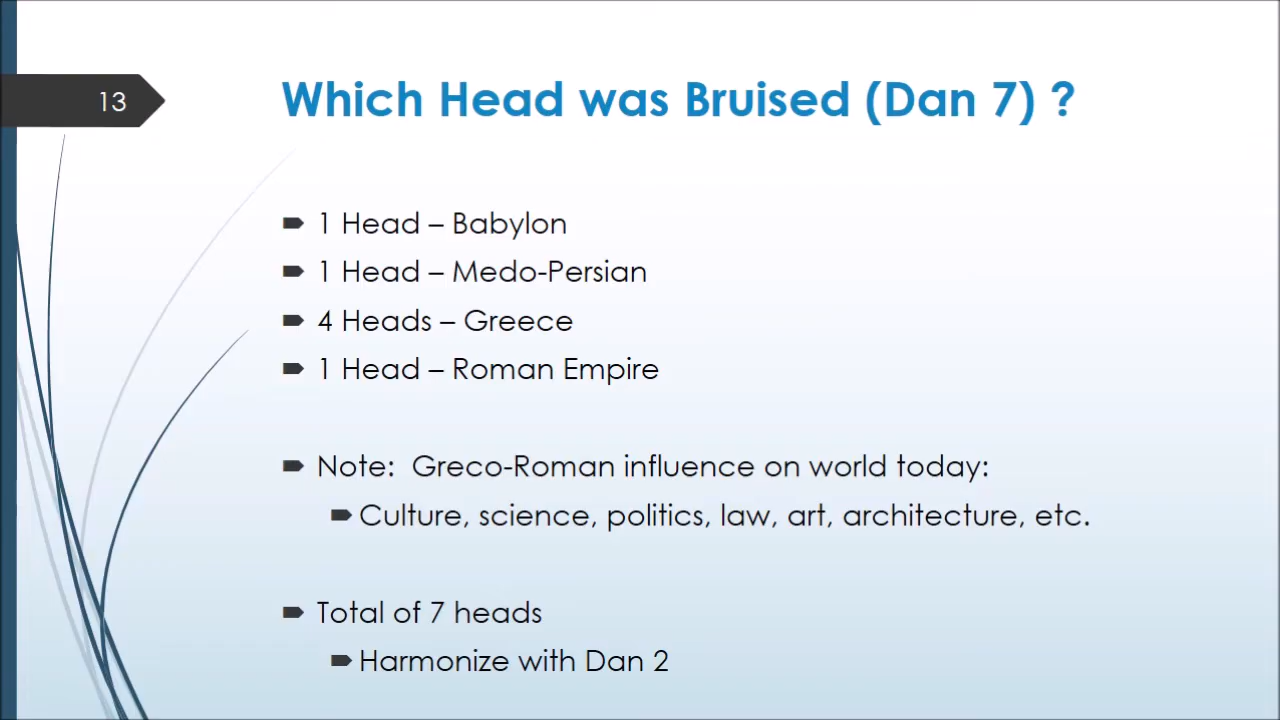 13
Which Head was Bruised (Dan 7) ?
1 Head – Babylon
1 Head – Medo-Persian
4 Heads – Greece
1 Head – Roman Empire
Note:  Greco-Roman influence on world today:
Culture, science, politics, law, art, architecture, etc.
Total of 7 heads
Harmonize with Dan 2